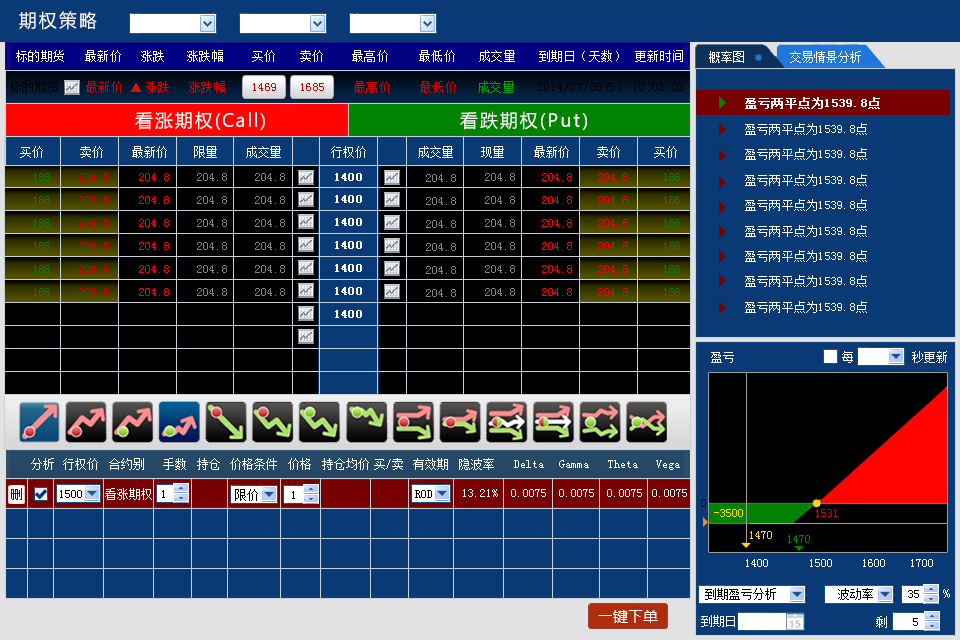 期权策略
标的期货 最新价 涨跌 涨跌幅 买价 卖价 最高价 最低价 成交量 到期日（天数） 更新时间
标的期货 最新价 ▲涨跌 涨跌幅 1469 1685 最高价 最低价 成交量 2014/07/08(5) 10:02:02
看涨期权(Call) 看跌期权(Put)
买价 卖价 最新价 限量 成交量 行权价 成交量 现量 最新价 卖价 买价
186 204.8 204.8 204.8 204.8 1400 204.8 204.8 204.8 204.8 186
186 204.8 204.8 204.8 204.8 1400 204.8 204.8 204.8 204.8 186
186 204.8 204.8 204.8 204.8 1400 204.8 204.8 204.8 204.8 186
186 204.8 204.8 204.8 204.8 1400 204.8 204.8 204.8 204.8 186
186 204.8 204.8 204.8 204.8 1400 204.8 204.8 204.8 204.8 186
186 204.8 204.8 204.8 204.8 1400 204.8 204.8 204.8 204.8 186
1400
分析 行权价 合约别 手数 持仓 价格条件 价格 持仓均价 买/卖 有效期 隐波率 Delta Gamma Theta Vega
删 1500 看涨期权 1 限价 1 ROD 13.21% 0.0075 0.0075 0.0075 0.0075
一键下单
概率图 交易情景分析
盈亏两平点为1539.8点
盈亏两平点为1539.8点
盈亏两平点为1539.8点
盈亏两平点为1539.8点
盈亏两平点为1539.8点
盈亏两平点为1539.8点
盈亏两平点为1539.8点
盈亏两平点为1539.8点
盈亏两平点为1539.8点
盈亏 每 秒更新
0
-3500 1531
1470 1470
1400 1500 1600 1700
到期盈亏分析 波动率 35 %
到期日 15 剩 5